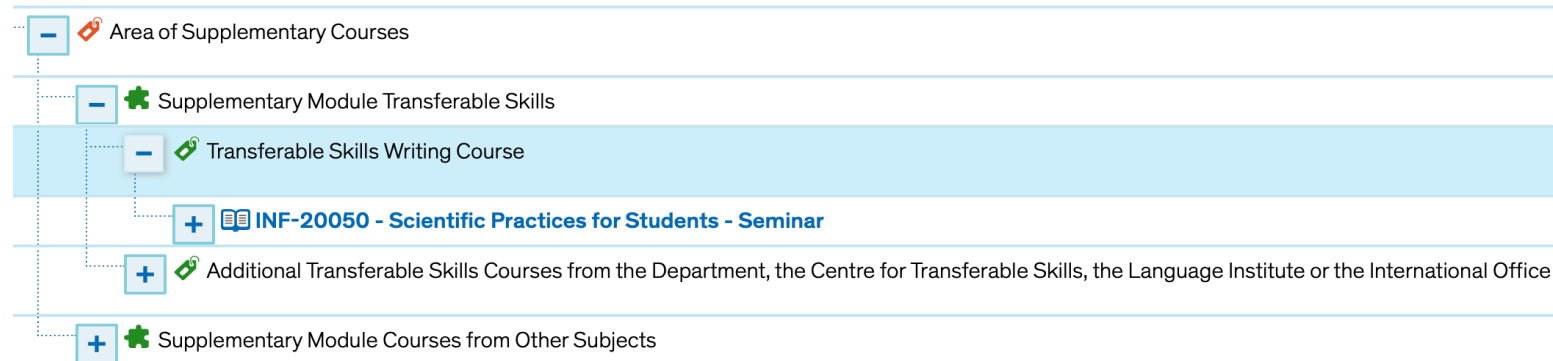 Area of Supplementary Courses
Supplementary Module Transferable Skills
Transferable Skills Writing Course
INF-20050 - Scientific Practices for Students - Seminar
Additional Transferable Skills Courses from the Department, the Centre for Transferable Skills, the Language Institute or the International Office
Supplementary Module Courses from Other Subjects